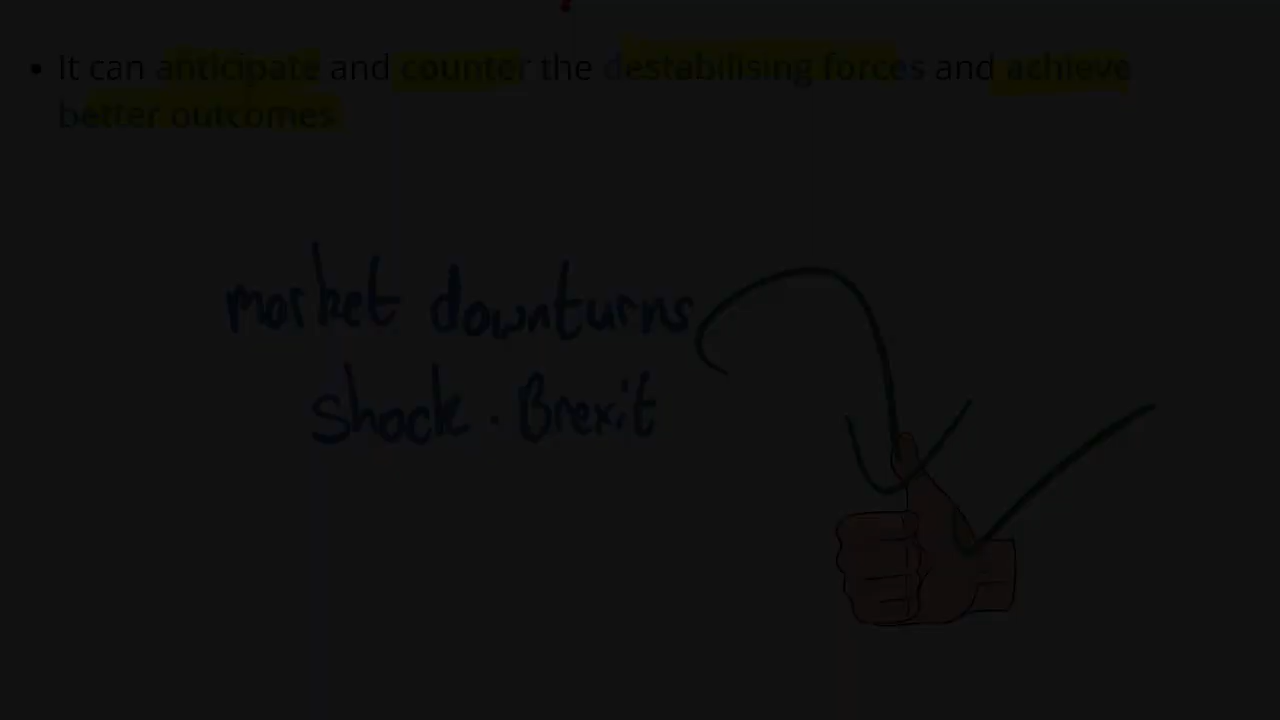 • It can anticipate and counter the destabilising forces and achieve
better outcomes
market downturns
shock. Brexit